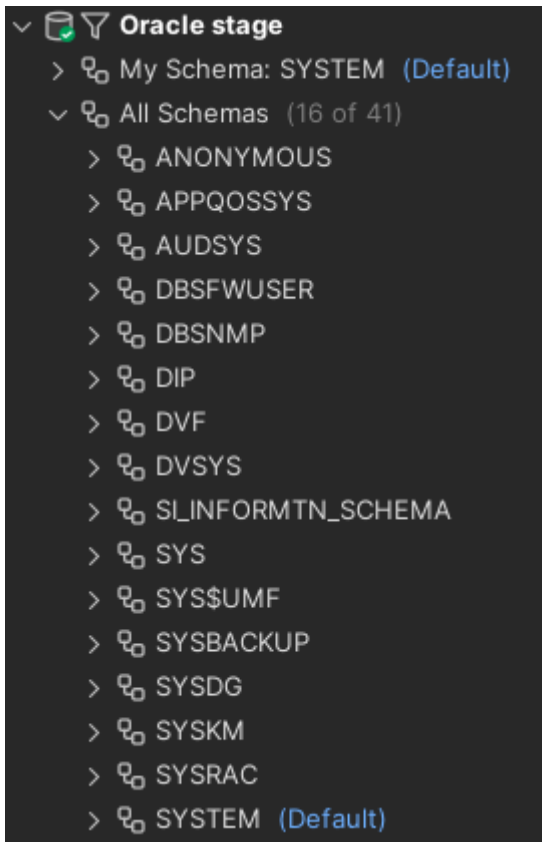 Oracle stage
My Schema: SYSTEM (Default)
All Schemas (16 of 41)
ANONYMOUS
APPQOSSYS
AUDSYS
DBSFWUSER
DBSNMP
DIP
DVF
DVSYS
SI_INFORMTN_SCHEMA
SYS
SYS$UMF
SYSBACKUP
SYSDG
SYSKM
SYSRAC
SYSTEM (Default)